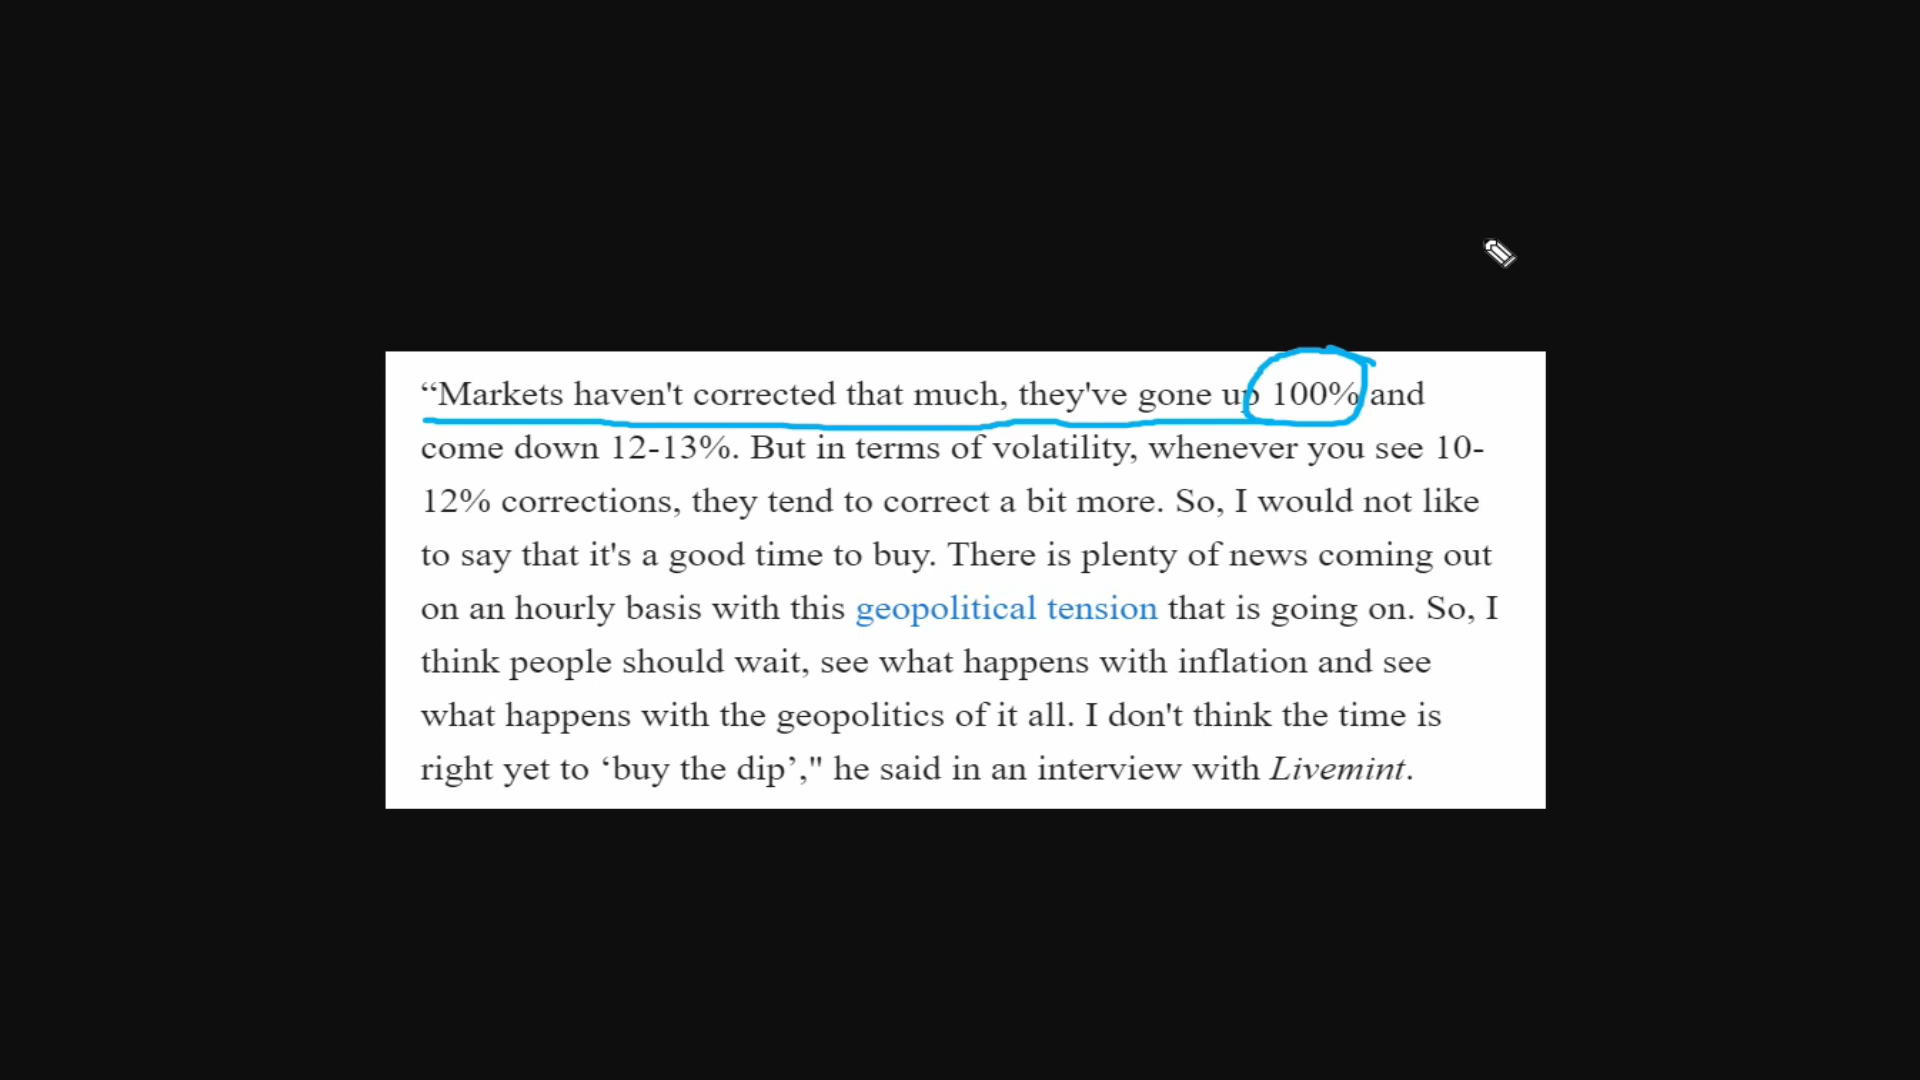 “Markets haven't corrected that much, they've gone up 100% and
come down 12-13%. But in terms of volatility, whenever you see 10-
12% corrections, they tend to correct a bit more. So, I would not like
to say that it's a good time to buy. There is plenty of news coming out
on an hourly basis with this geopolitical tension that is going on. So, I
think people should wait, see what happens with inflation and see
what happens with the geopolitics of it all. I don't think the time is
right yet to ‘buy the dip’," he said in an interview with Livemint.